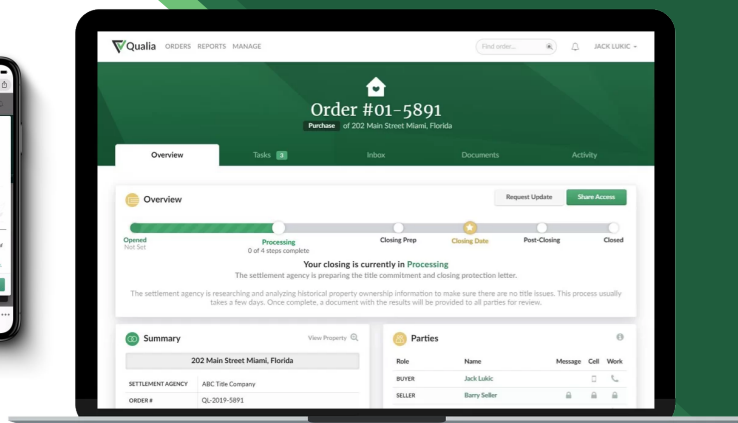 Qualia ORDERS REPORTS MANAGE Find order... JACK LUKIC
Order #01-5891
Purchase of 202 Main Street Miami, Florida
Overview Tasks 3 Inbox Documents Activity
Overview Request Update Share Access
Opened Processing Closing Prep Closing Date Post-Closing Closed
Not Set 0 of 4 steps complete
Your closing is currently in Processing
The settlement agency is preparing the title commitment and closing protection letter.
The settlement agency is researching and analyzing historical property ownership information to make sure there are no title issues. This process usually
takes a few days. Once complete, a document with the results will be provided to all parties for review.
Summary View Property
202 Main Street Miami, Florida
SETTLEMENT AGENCY ABC Title Company
ORDER # QL-2019-5891
Parties
Role Name Message Cell Work
BUYER Jack Lukic
SELLER Barry Seller